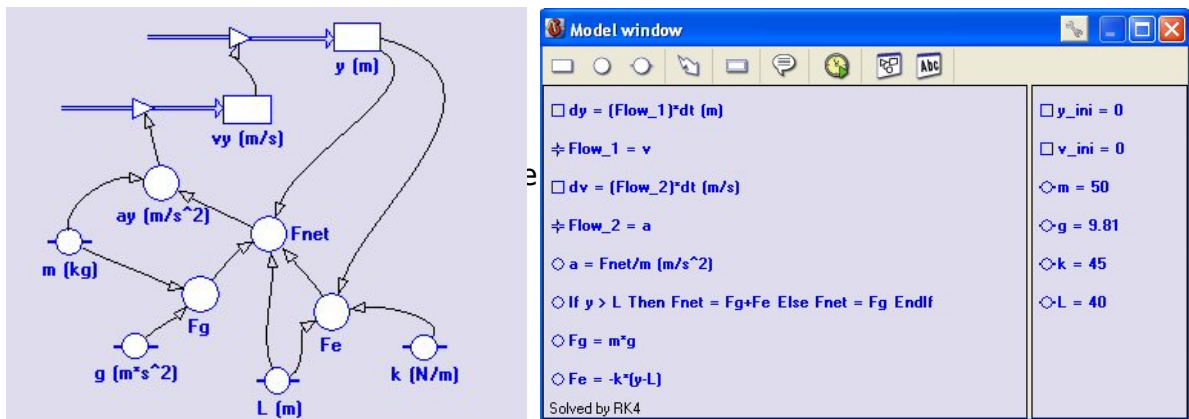 y (m)
vy (m/s)
ay (m/s^2)
Fnet
m (kg)
Fg
Fe
g (m*s^2)
k (N/m)
L (m)
e
Model window
Abc
dy = (Flow_1)*dt (m)
Flow_1 = v
dv = (Flow_2)*dt (m/s)
Flow_2 = a
a = Fnet/m (m/s^2)
If y > L Then Fnet = Fg+Fe Else Fnet = Fg EndIf
Fg = m*g
Fe = -k*(y-L)
Solved by RK4
y_ini = 0
v_ini = 0
m = 50
g = 9.81
k = 45
L = 40